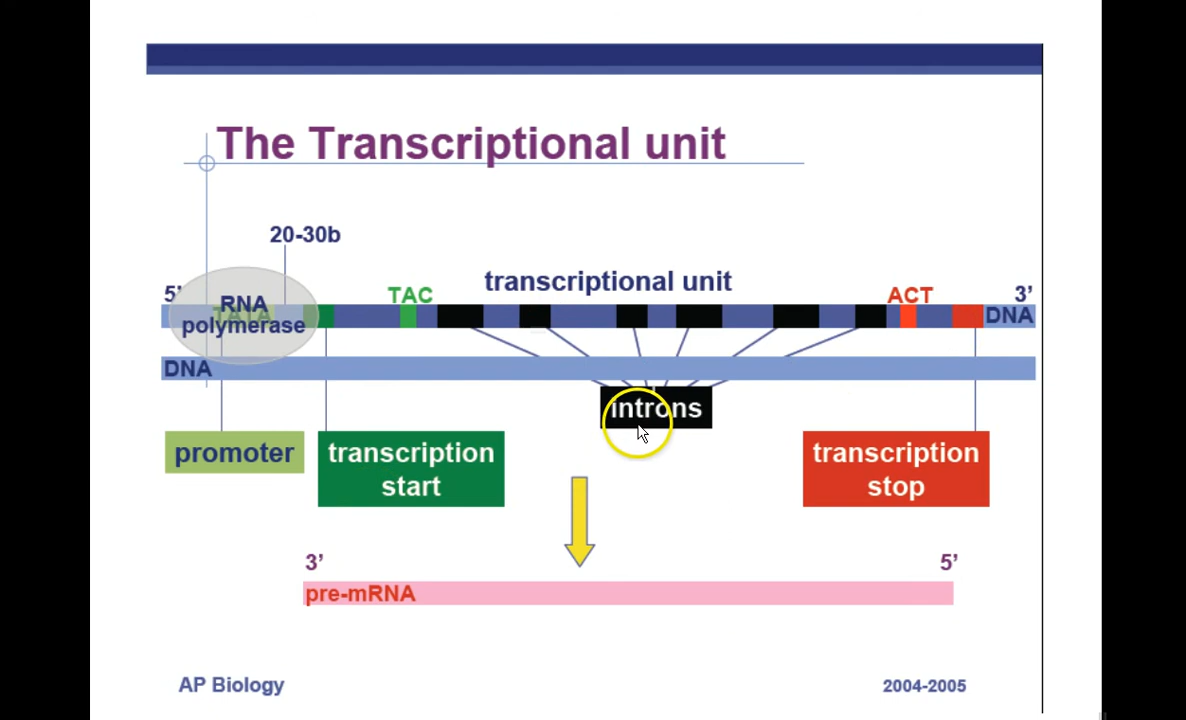 The Transcriptional unit
20-30b
transcriptional unit
5’
RNA
polymerase
TATA
TAC
ACT
3’
DNA
DNA
introns
promoter
transcription
start
transcription
stop
3’
5’
pre-mRNA
AP Biology
2004-2005